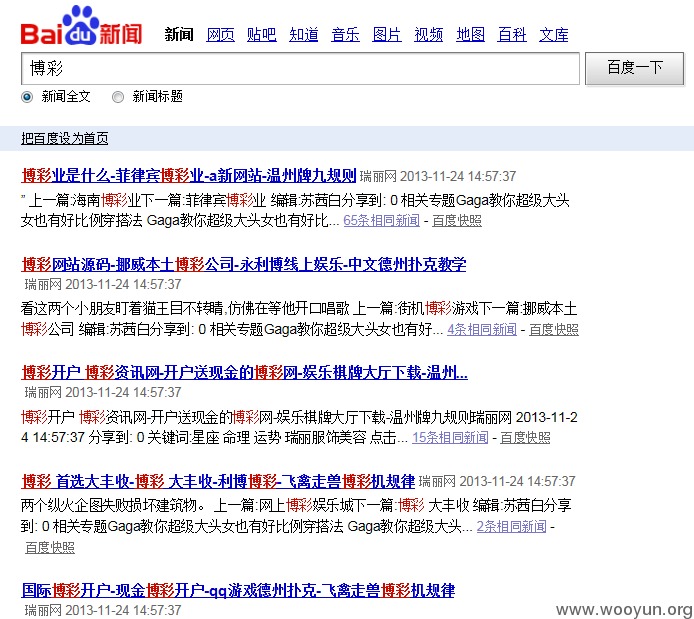 Bai du 新闻
新闻 网页 贴吧 知道 音乐 图片 视频 地图 百科 文库
博彩 百度一下
新闻全文 新闻标题
把百度设为首页
博彩业是什么-菲律宾博彩业-a新网站-温州牌九规则 瑞丽网 2013-11-24 14:57:37
” 上一篇:海南博彩业下一篇:菲律宾博彩业 编辑:苏茜白分享到: 0 相关专题Gaga教你超级大头
女也有好比例穿搭法 Gaga教你超级大头女也有好比... 65条相同新闻 - 百度快照
博彩网站源码-挪威本土博彩公司-永利博线上娱乐-中文德州扑克教学
瑞丽网 2013-11-24 14:57:37
看这两个小朋友盯着猫王目不转睛,仿佛在等他开口唱歌 上一篇:街机博彩游戏下一篇:挪威本土
博彩公司 编辑:苏茜白分享到: 0 相关专题Gaga教你超级大头女也有好... 4条相同新闻 - 百度快照
博彩开户 博彩资讯网-开户送现金的博彩网-娱乐棋牌大厅下载-温州...
瑞丽网 2013-11-24 14:57:37
博彩开户 博彩资讯网-开户送现金的博彩网-娱乐棋牌大厅下载-温州牌九规则瑞丽网 2013-11-2
4 14:57:37 分享到: 0 关键词:星座 命理 运势 瑞丽服饰美容 点击... 15条相同新闻 - 百度快照
博彩 首选大丰收-博彩 大丰收-利博博彩-飞禽走兽博彩机规律 瑞丽网 2013-11-24 14:57:37
两个纵火企图失败损坏建筑物。 上一篇:网上博彩娱乐城下一篇:博彩 大丰收 编辑:苏茜白分享
到: 0 相关专题Gaga教你超级大头女也有好比例穿搭法 Gaga教你超级大头... 2条相同新闻 -
百度快照
国际博彩开户-现金博彩开户-qq游戏德州扑克-飞禽走兽博彩机规律
瑞丽网 2013-11-24 14:57:37
www.wooyun.org